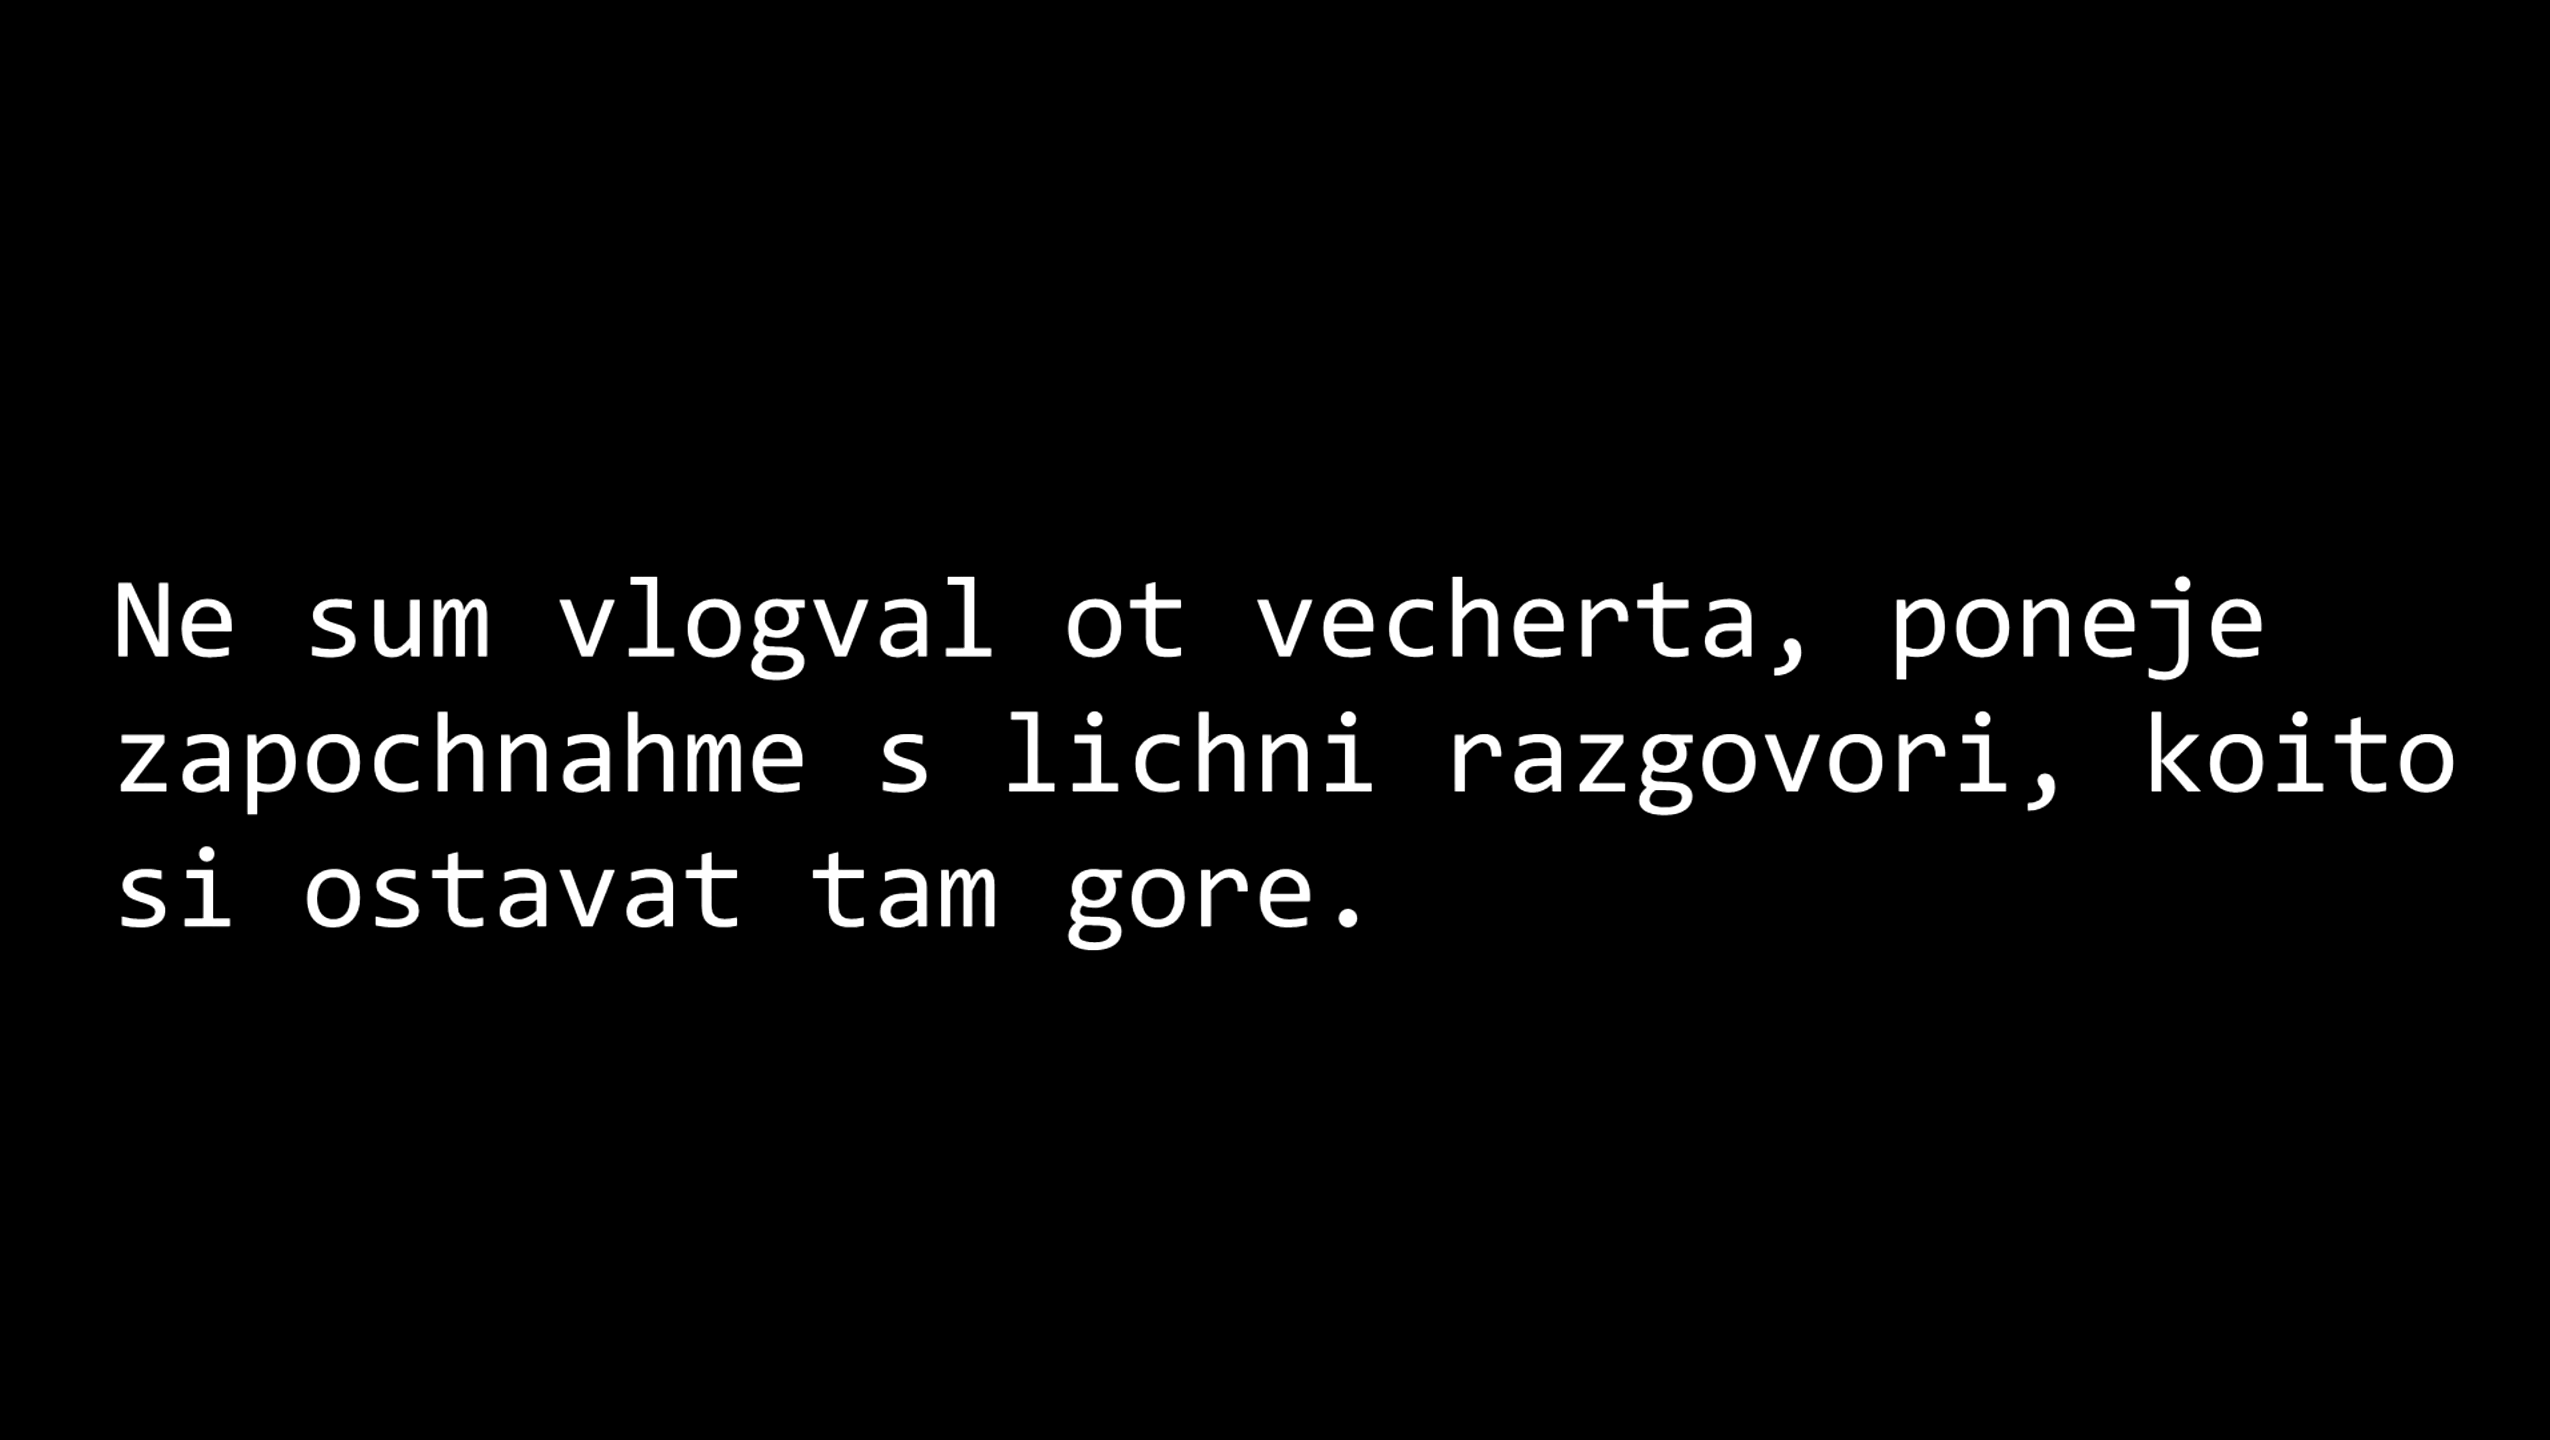 Ne sum vlogval ot vecherta, poneje
zapochnahme s lichni razgovori, koito
si ostavat tam gore.